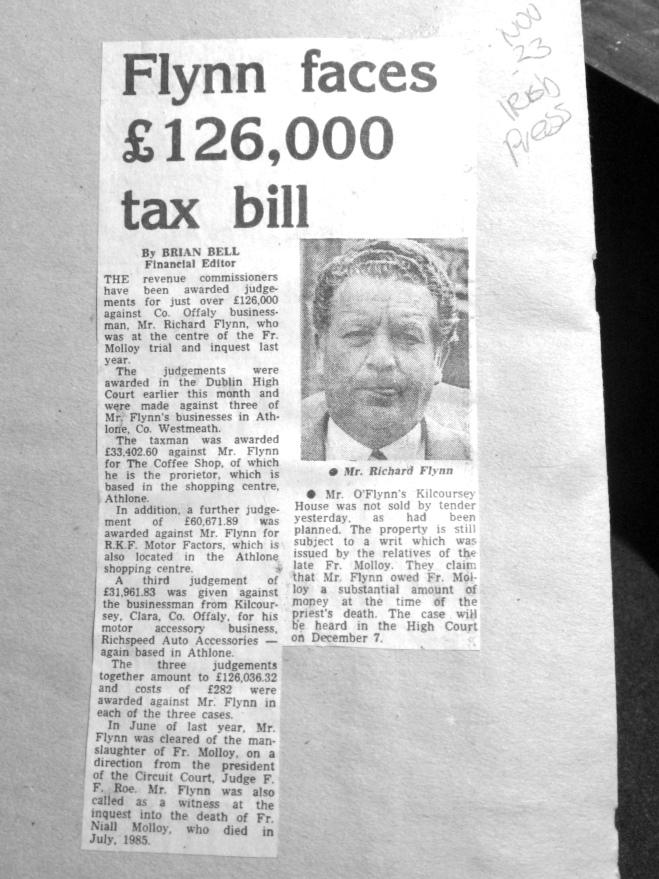 NOV
23
IRISH
Press
Flynn faces
£126,000
tax bill
By BRIAN BELL
Financial Editor
THE revenue commissioners
have been awarded judge-
ments for just over £126,000
against Co. Offaly business-
man, Mr. Richard Flynn, who
was at the centre of the Fr.
Molloy trial and inquest last
year.
The judgements were
awarded in the Dublin High
Court earlier this month and
were made against three of
Mr. Flynn's businesses in Ath-
lone, Co. Westmeath.
The taxman was awarded
£33,402.60 against Mr. Flynn
for The Coffee Shop, of which
he is the prorietor, which is
based in the shopping centre,
Athlone.
In addition, a further judge-
ment of £60,671.89 was
awarded against Mr. Flynn for
R.K.F. Motor Factors, which is
also located in the Athlone
shopping centre.
A third judgement of
£31,961.83 was given against
the businessman from Kilcour-
sey, Clara, Co. Offaly, for his
motor accessory business,
Richspeed Auto Accessories —
again based in Athlone.
The three judgements
together amount to £126,036.32
and costs of £282 were
awarded against Mr. Flynn in
each of the three cases.
In June of last year, Mr.
Flynn was cleared of the man-
slaughter of Fr. Molloy, on a
direction from the president
of the Circuit Court, Judge F.
F. Roe. Mr. Flynn was also
called as a witness at the
inquest into the death of Fr.
Niall Molloy, who died in
July, 1985.
● Mr. Richard Flynn
● Mr. O'Flynn's Kilcoursey
House was not sold by tender
yesterday, as had been
planned. The property is still
subject to a writ which was
issued by the relatives of the
late Fr. Molloy. They claim
that Mr. Flynn owed Fr. Mol-
loy a substantial amount of
money at the time of the
priest's death. The case will
be heard in the High Court
on December 7.